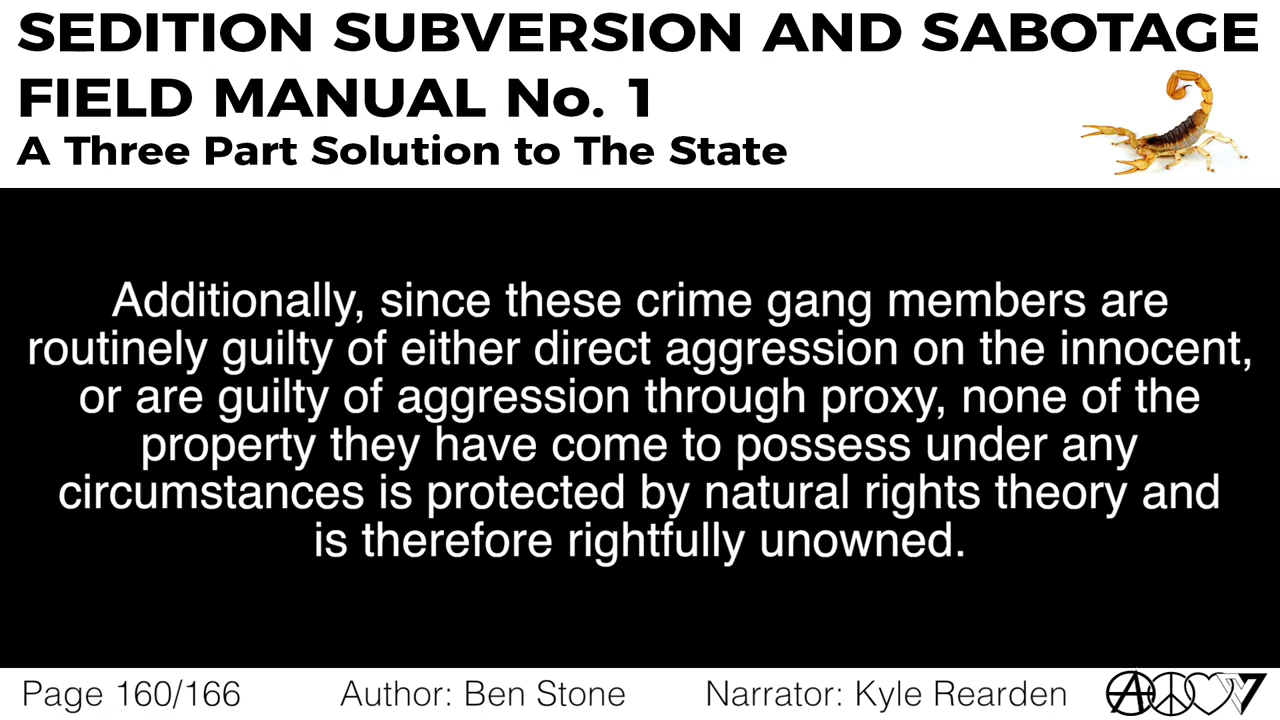 SEDITION SUBVERSION AND SABOTAGE
FIELD MANUAL No. 1
A Three Part Solution to The State
Additionally, since these crime gang members are
routinely guilty of either direct aggression on the innocent,
or are guilty of aggression through proxy, none of the
property they have come to possess under any
circumstances is protected by natural rights theory and
is therefore rightfully unowned.
Page 160/166
Author: Ben Stone
Narrator: Kyle Rearden